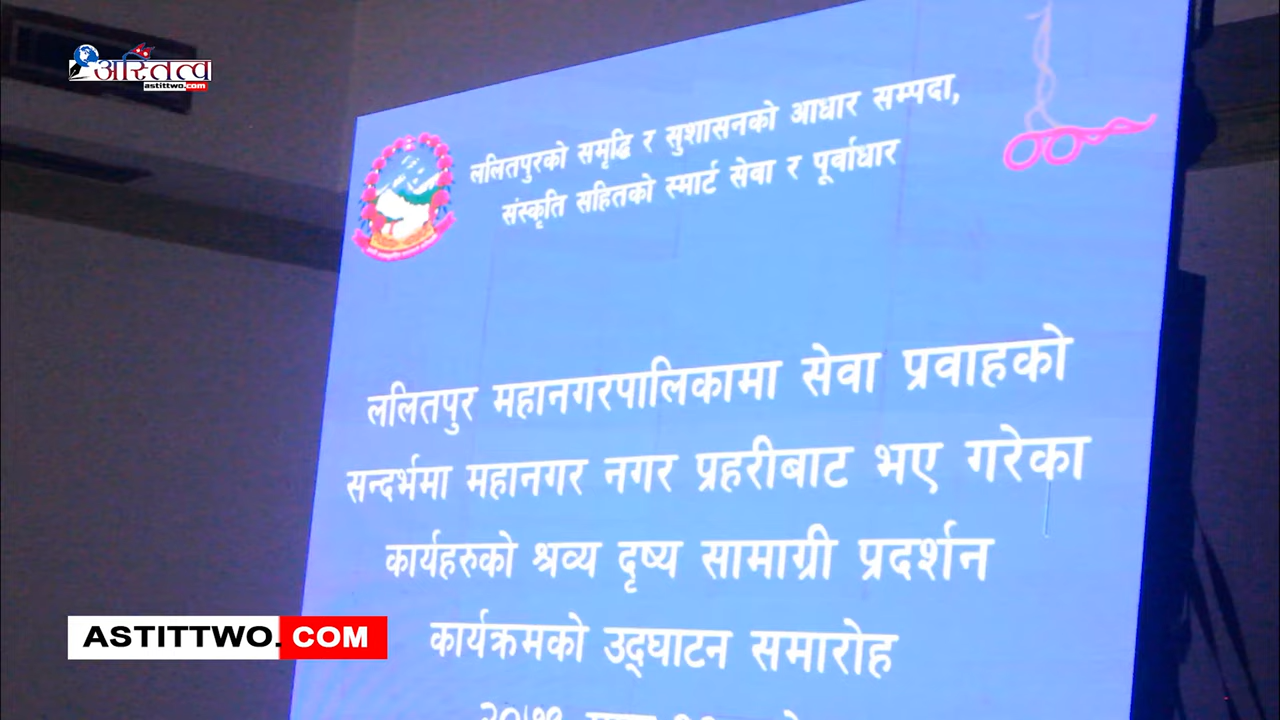 अस्तित्व
astittwo.com
ललितपुरको समृद्धि र सुशासनको आधार सम्पदा,
संस्कृति सहितको स्मार्ट सेवा र पूर्वाधार
ललितपुर महानगरपालिकामा सेवा प्रवाहको
सन्दर्भमा महानगर नगर प्रहरीबाट भए गरेका
कार्यहरुको श्रव्य दृष्य सामाग्री प्रदर्शन
कार्यक्रमको उद्‌घाटन समारोह
ASTITTWO.COM